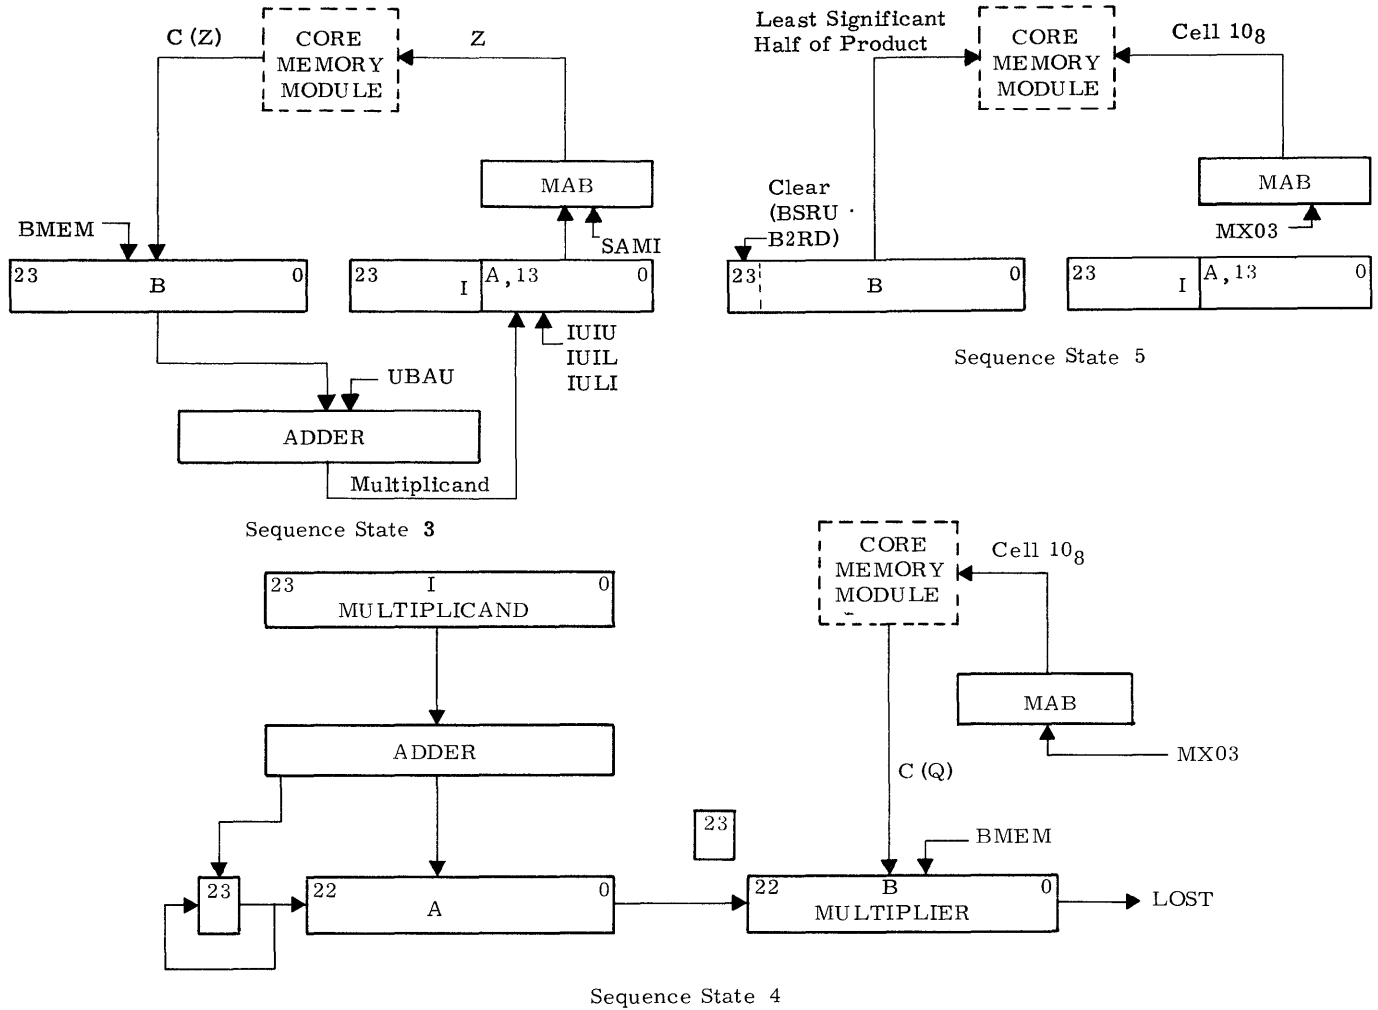 C (Z)
CORE
MEMORY
MODULE
Z
MAB
BMEM
SAMI
23
B
0
23
I
A, 13
0
IUIU
IUIL
IULI
UBAU
ADDER
Multiplicand
Sequence State 3
Least Significant
Half of Product
CORE
MEMORY
MODULE
Cell 10₈
MAB
Clear
(BSRU ·
B2RD)
MX03
23
B
0
23
I
A, 13
0
Sequence State 5
23
I
0
MULTIPLICAND
ADDER
23
22
0
A
CORE
MEMORY
MODULE
Cell 10₈
MAB
MX03
C (Q)
23
BMEM
22
B
0
MULTIPLIER
LOST
Sequence State 4